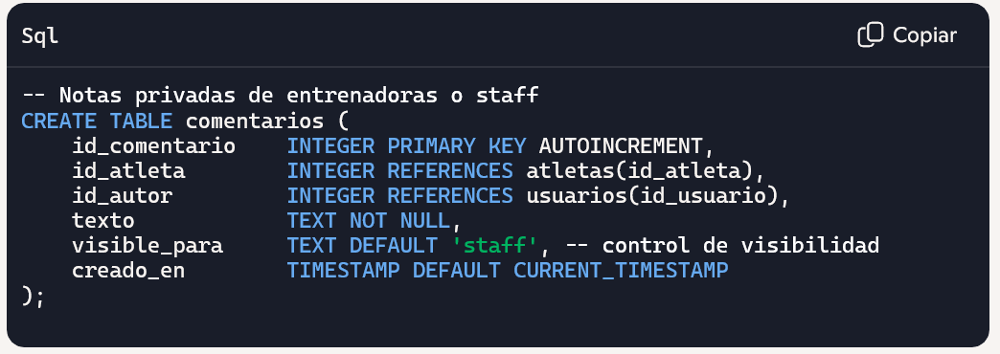 Sql
Copiar
-- Notas privadas de entrenadoras o staff
CREATE TABLE comentarios (
    id_comentario    INTEGER PRIMARY KEY AUTOINCREMENT,
    id_atleta        INTEGER REFERENCES atletas(id_atleta),
    id_autor         INTEGER REFERENCES usuarios(id_usuario),
    texto            TEXT NOT NULL,
    visible_para     TEXT DEFAULT 'staff', -- control de visibilidad
    creado_en        TIMESTAMP DEFAULT CURRENT_TIMESTAMP
);